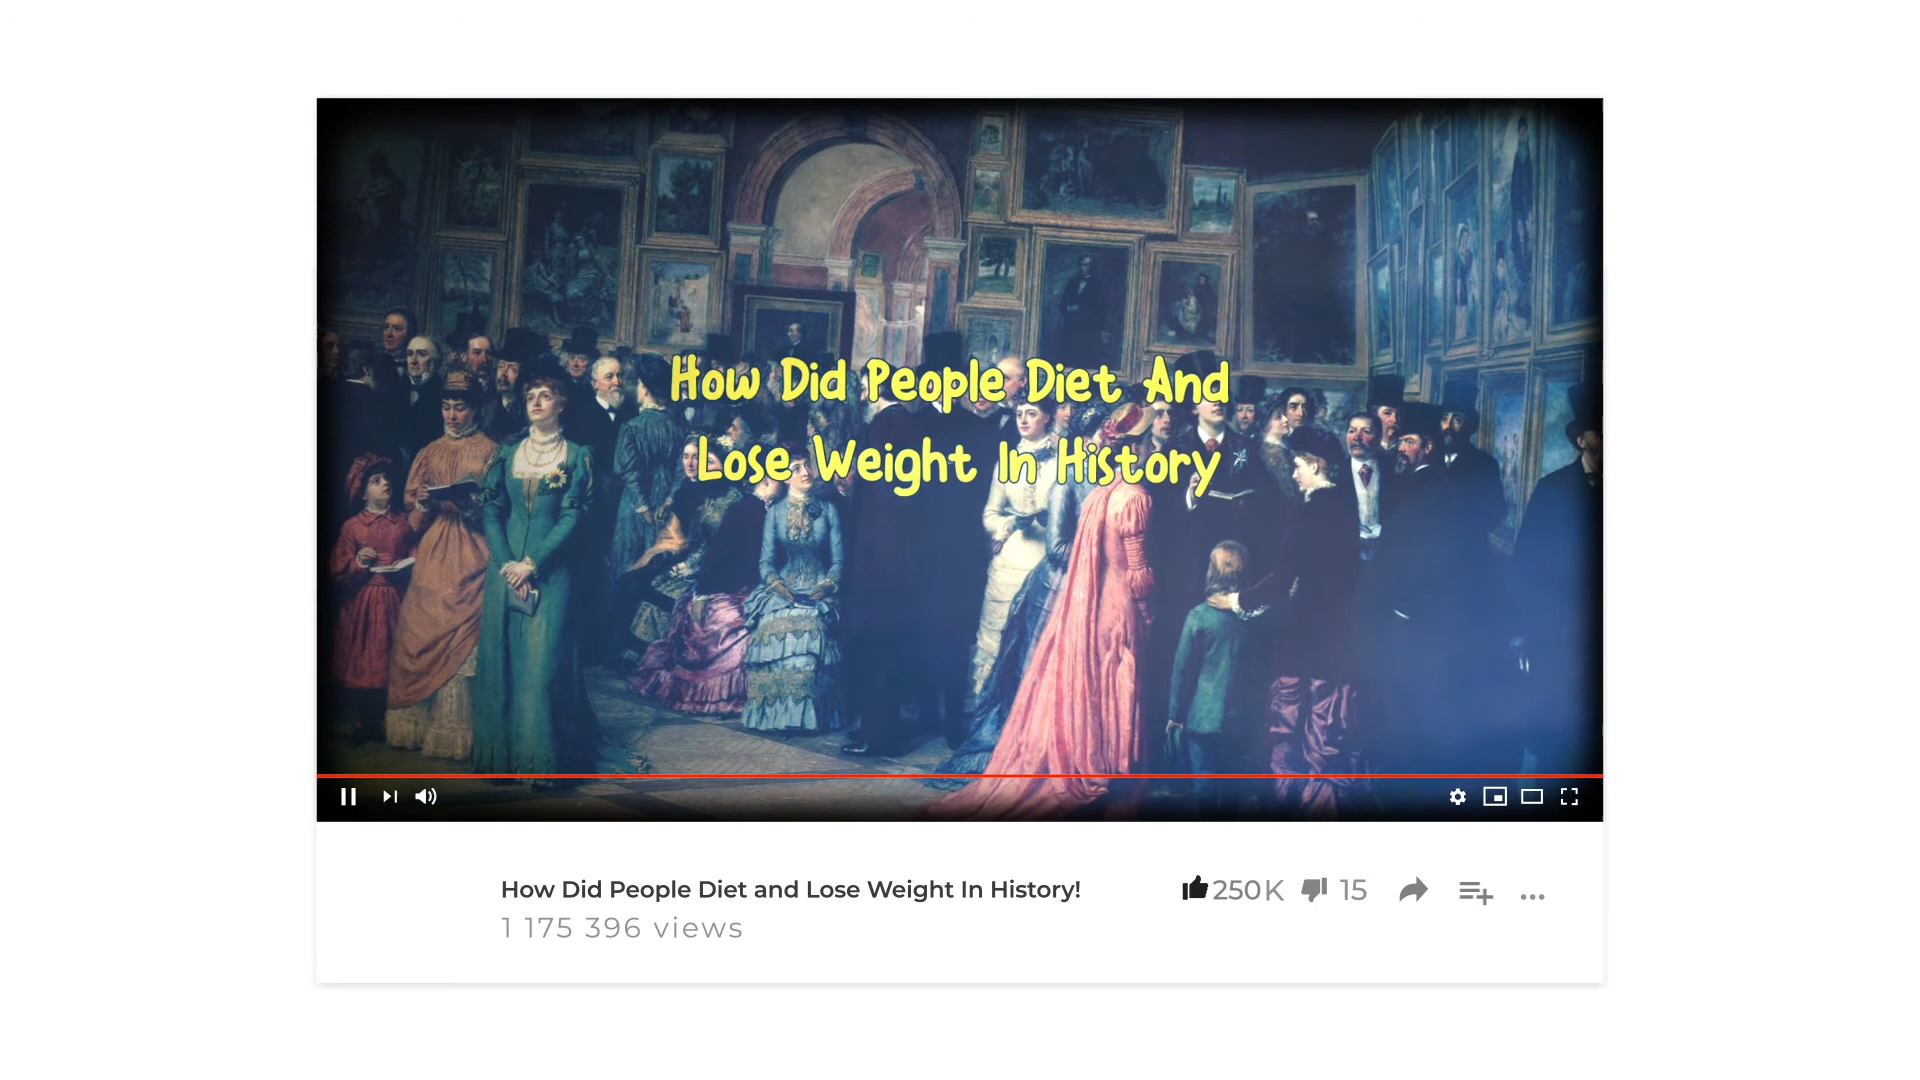 How Did People Diet And
Lose Weight In History
How Did People Diet and Lose Weight In History!
250K 15
1 175 396 views